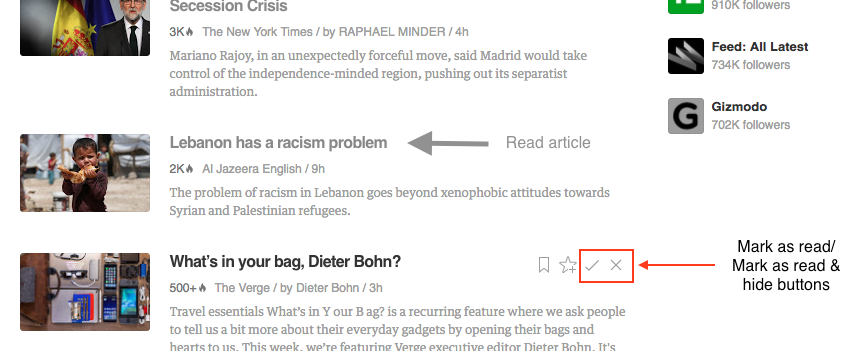 Secession Crisis
3K The New York Times / by RAPHAEL MINDER / 4h
Mariano Rajoy, in an unexpectedly forceful move, said Madrid would take
control of the independence-minded region, pushing out its separatist
administration.
Lebanon has a racism problem
Read article
2K Al Jazeera English / 9h
The problem of racism in Lebanon goes beyond xenophobic attitudes towards
Syrian and Palestinian refugees.
What's in your bag, Dieter Bohn?
500+ The Verge / by Dieter Bohn / 3h
Travel essentials What's in Y our B ag? is a recurring feature where we ask people
to tell us a bit more about their everyday gadgets by opening their bags and
hearts to us. This week, we're featuring Verge executive editor Dieter Bohn. It's
910K followers
Feed: All Latest
734K followers
G
Gizmodo
702K followers
Mark as read/
Mark as read &
hide buttons